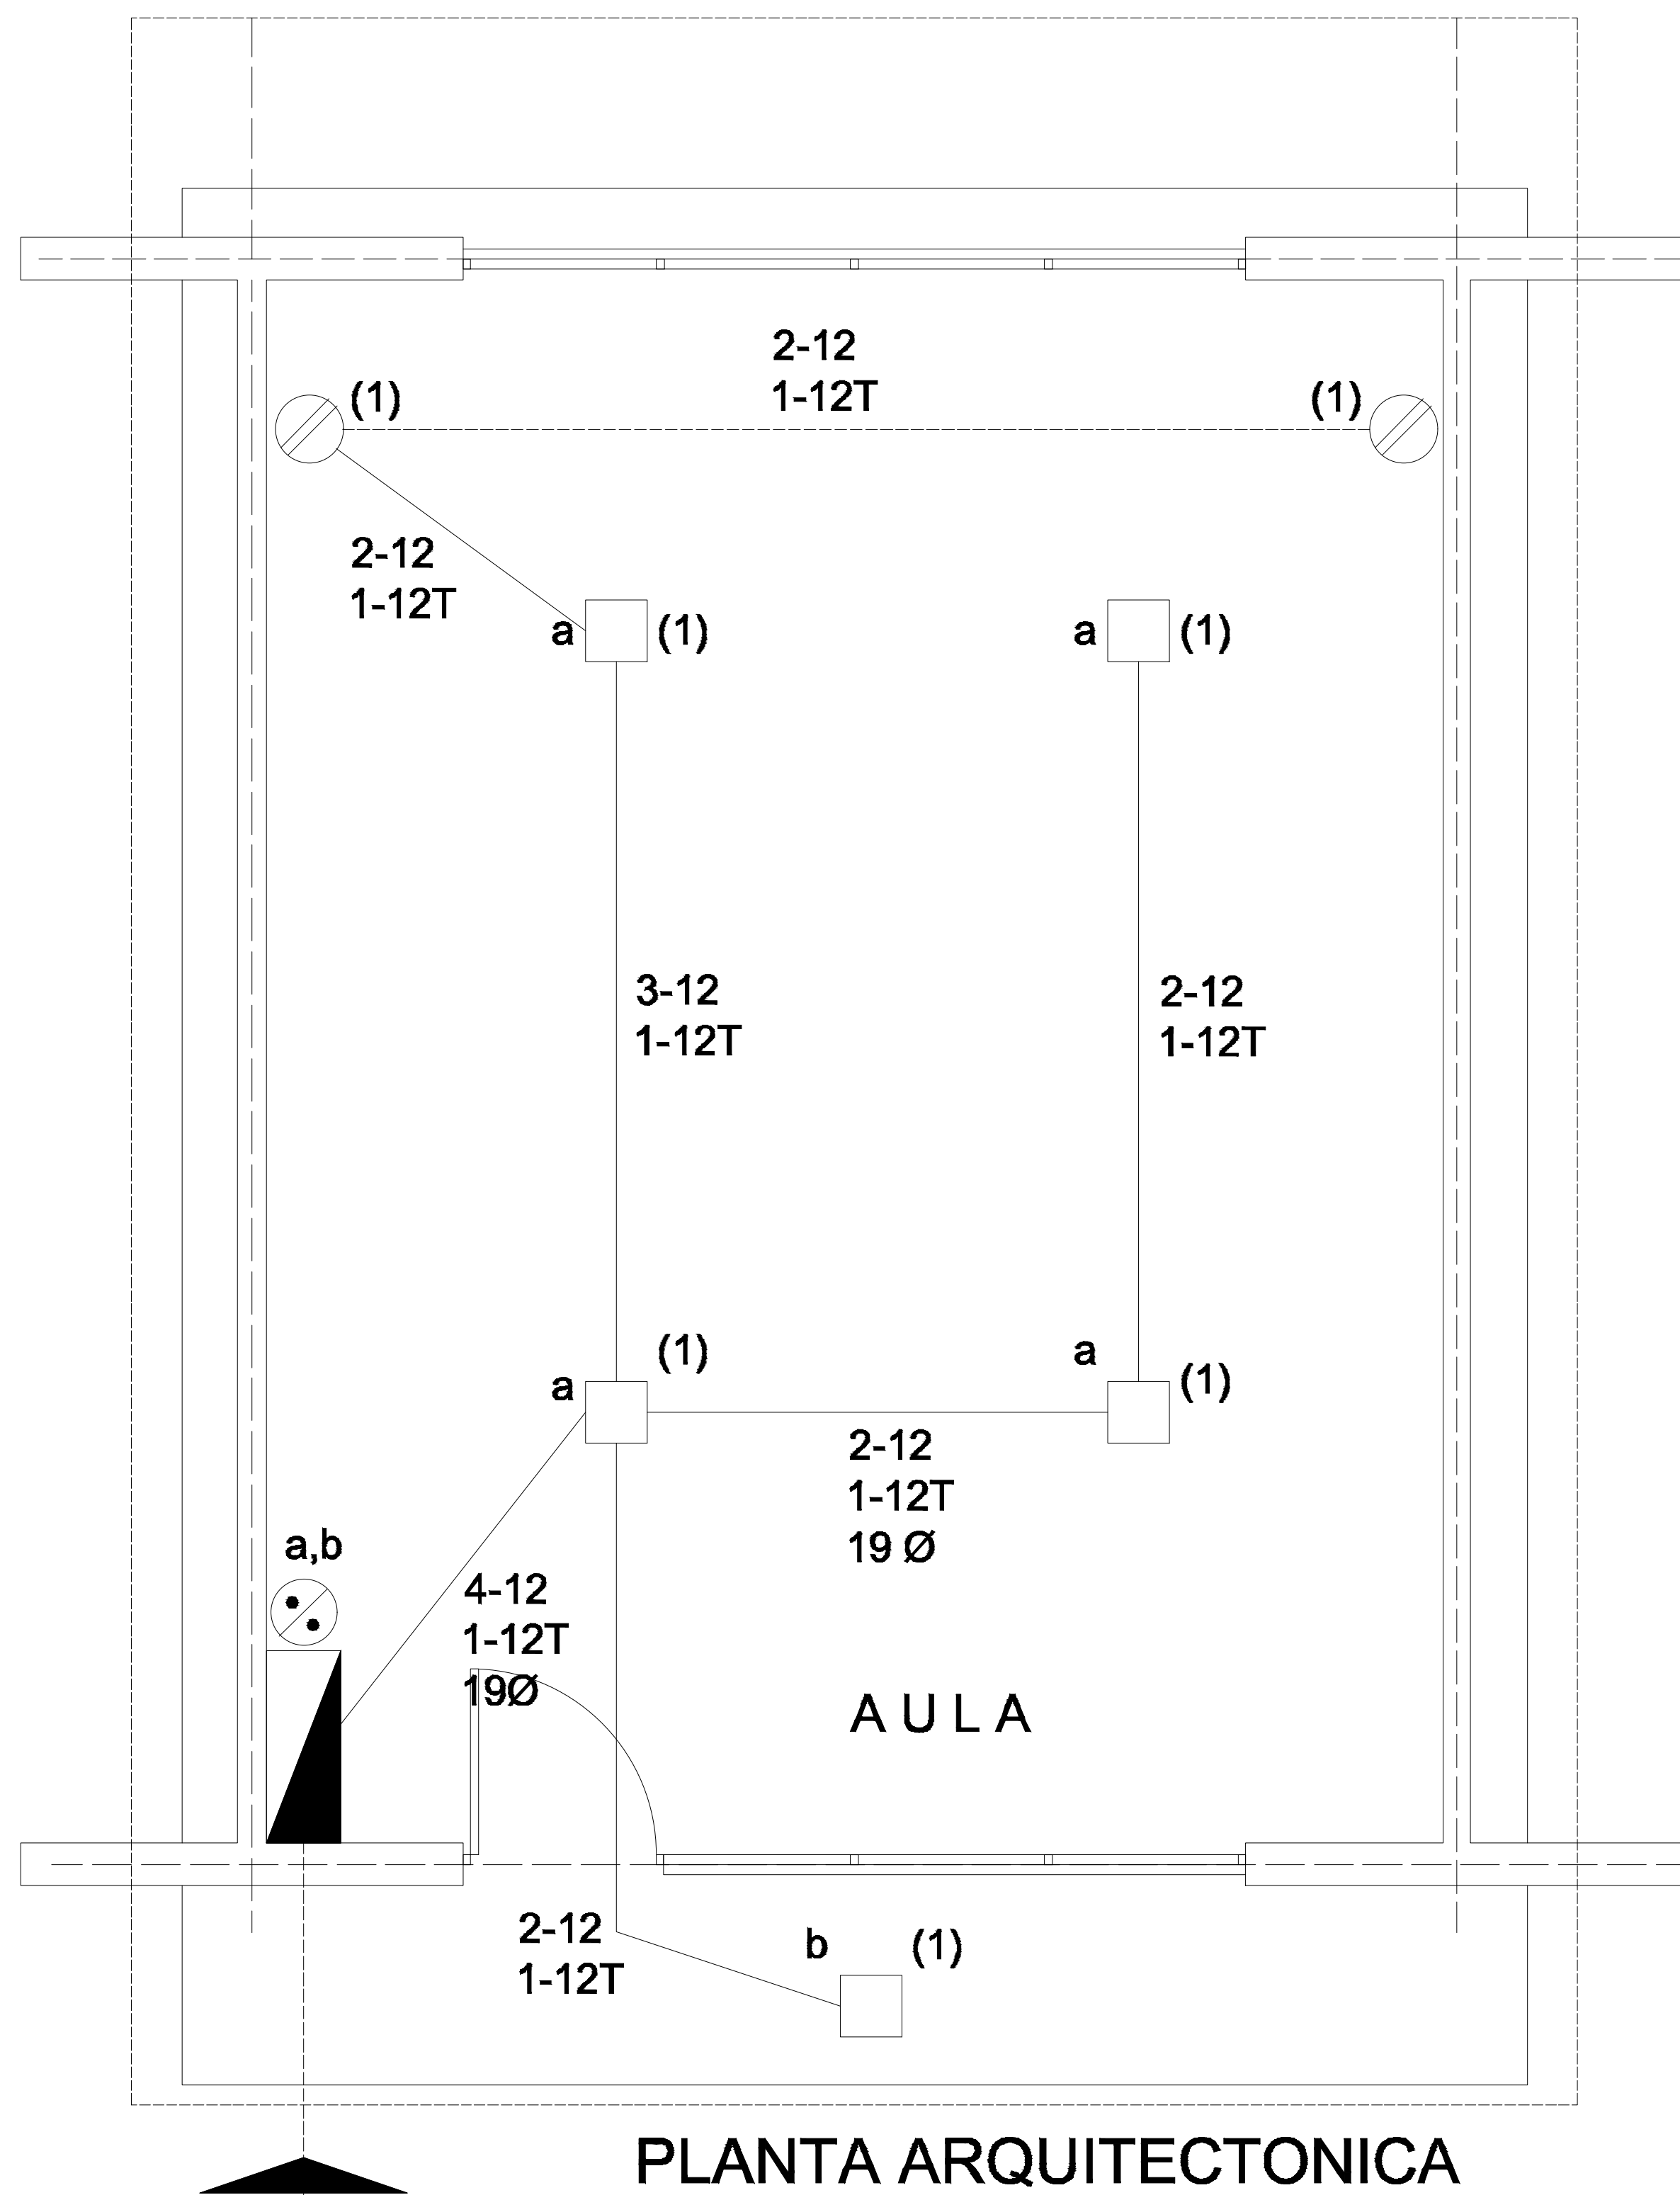 2-12
1-12T
(1)
(1)
2-12
1-12T
a
(1)
a
(1)
3-12
1-12T
2-12
1-12T
(1)
a
a
(1)
2-12
1-12T
19 Ø
a,b
4-12
1-12T
19Ø
A U L A
2-12
1-12T
b
(1)
PLANTA ARQUITECTONICA